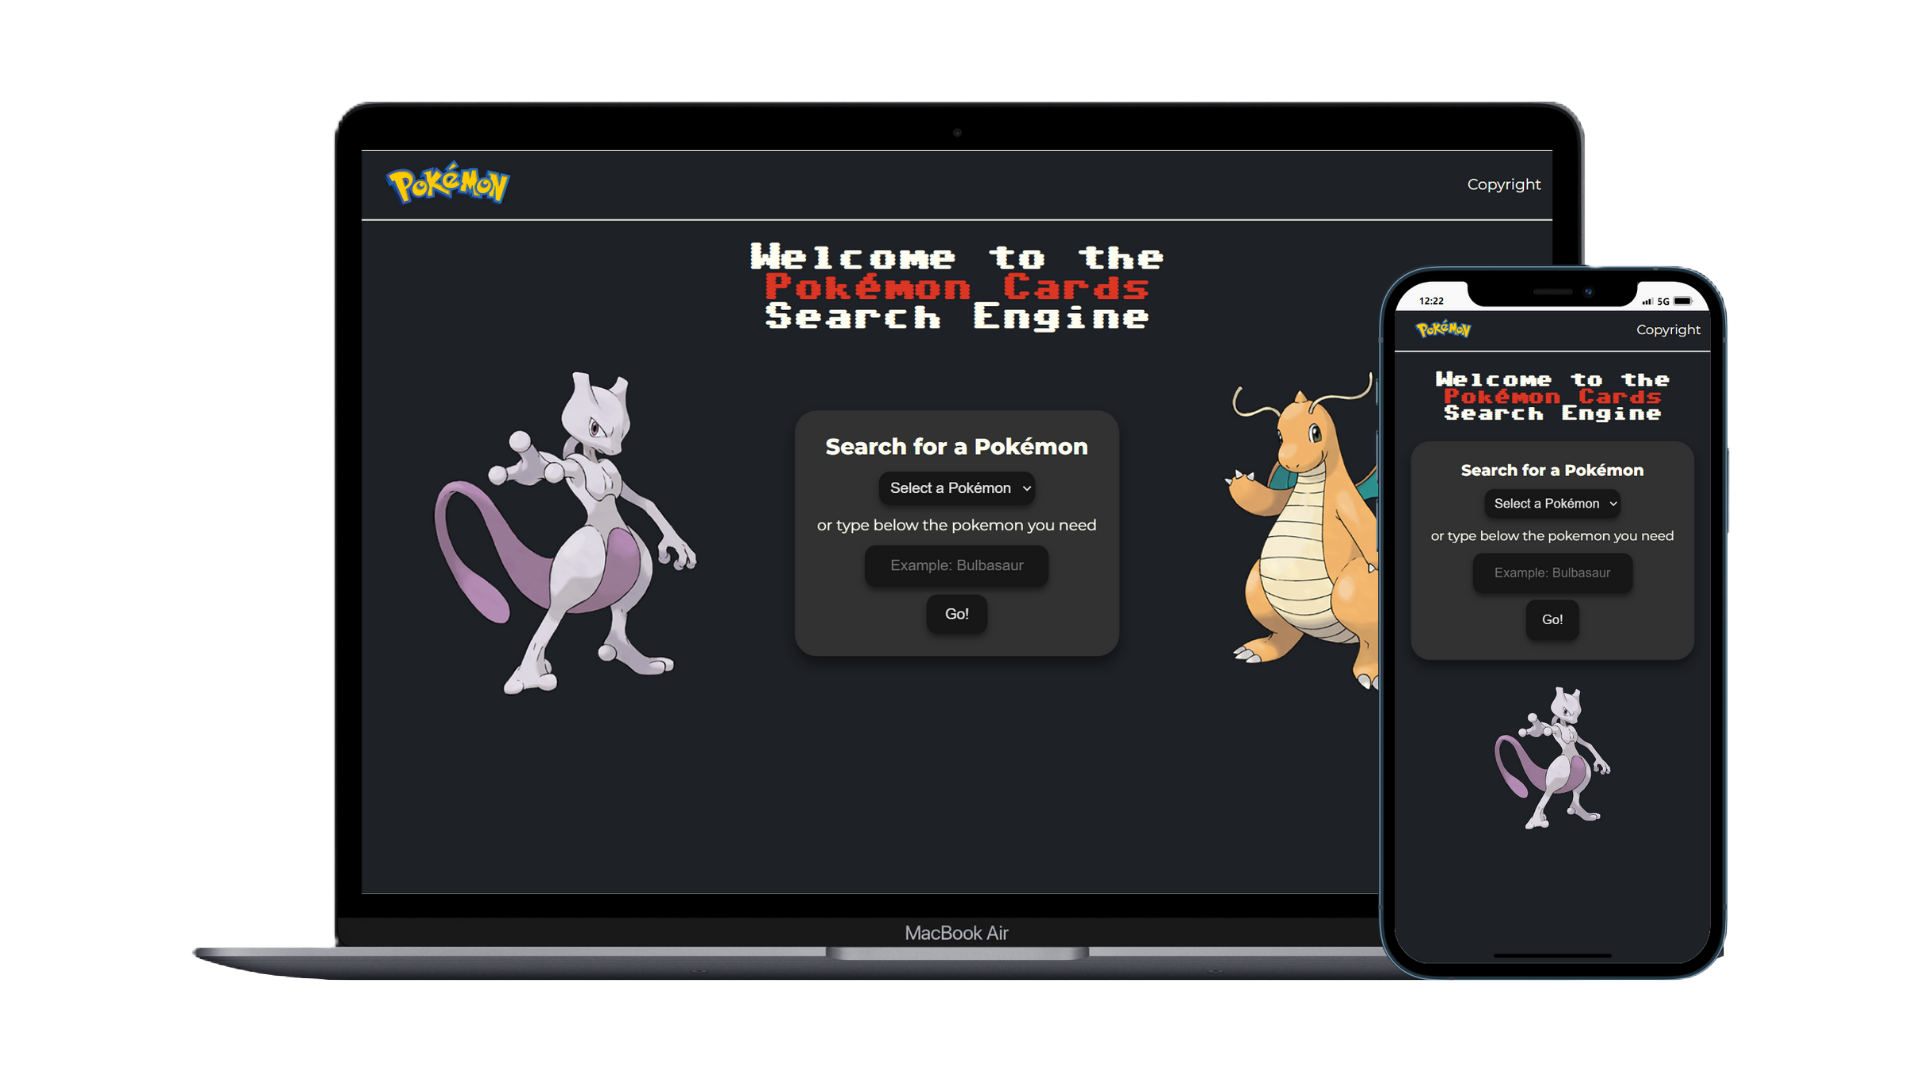 Pokémon
Copyright
Welcome to the
Pokémon Cards
Search Engine
Search for a Pokémon
Select a Pokémon
or type below the pokemon you need
Example: Bulbasaur
Go!
MacBook Air
12:22
5G
Pokémon
Copyright
Welcome to the
Pokémon Cards
Search Engine
Search for a Pokémon
Select a Pokémon
or type below the pokemon you need
Example: Bulbasaur
Go!